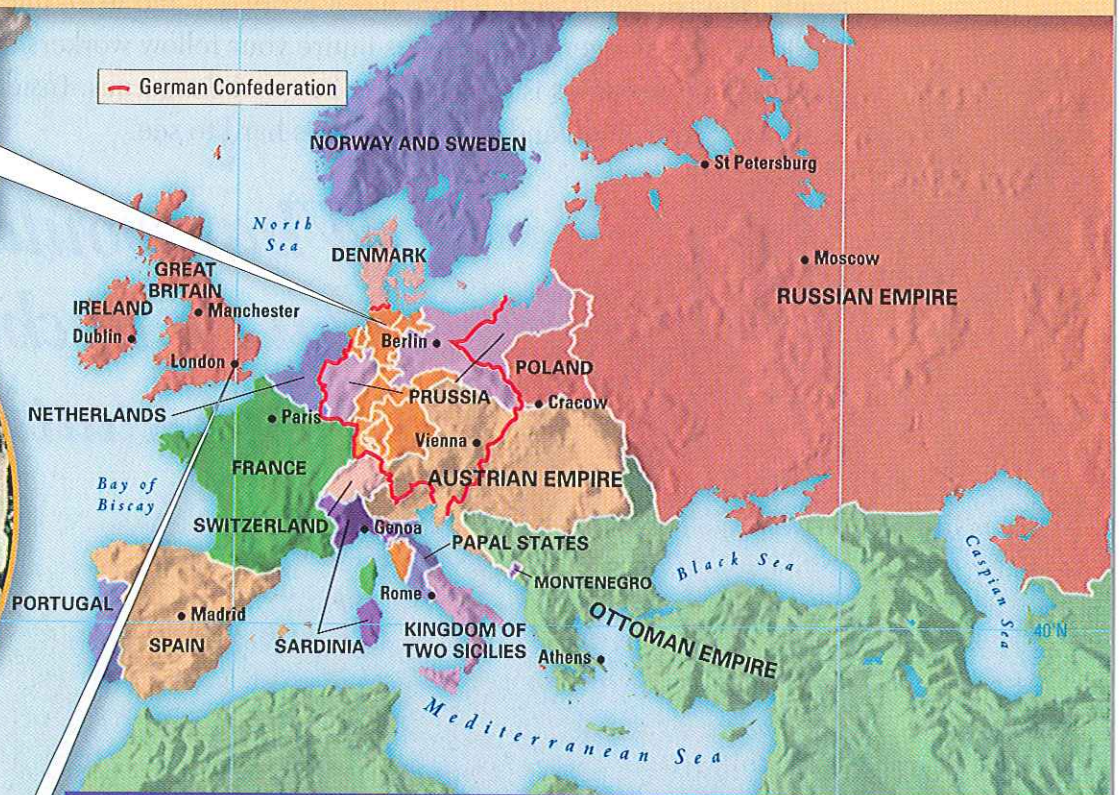 German Confederation
NORWAY AND SWEDEN
St Petersburg
North
Sea
DENMARK
Moscow
GREAT
BRITAIN
RUSSIAN EMPIRE
IRELAND
Manchester
Dublin
Berlin
London
POLAND
PRUSSIA
Cracow
NETHERLANDS
Paris
Vienna
FRANCE
AUSTRIAN EMPIRE
Bay of
Biscay
SWITZERLAND
Genoa
PAPAL STATES
Black Sea
Caspian Sea
MONTENEGRO
Rome
PORTUGAL
Madrid
OTTOMAN EMPIRE
40°N
SPAIN
SARDINIA
KINGDOM OF
TWO SICILIES
Athens
Mediterranean Sea